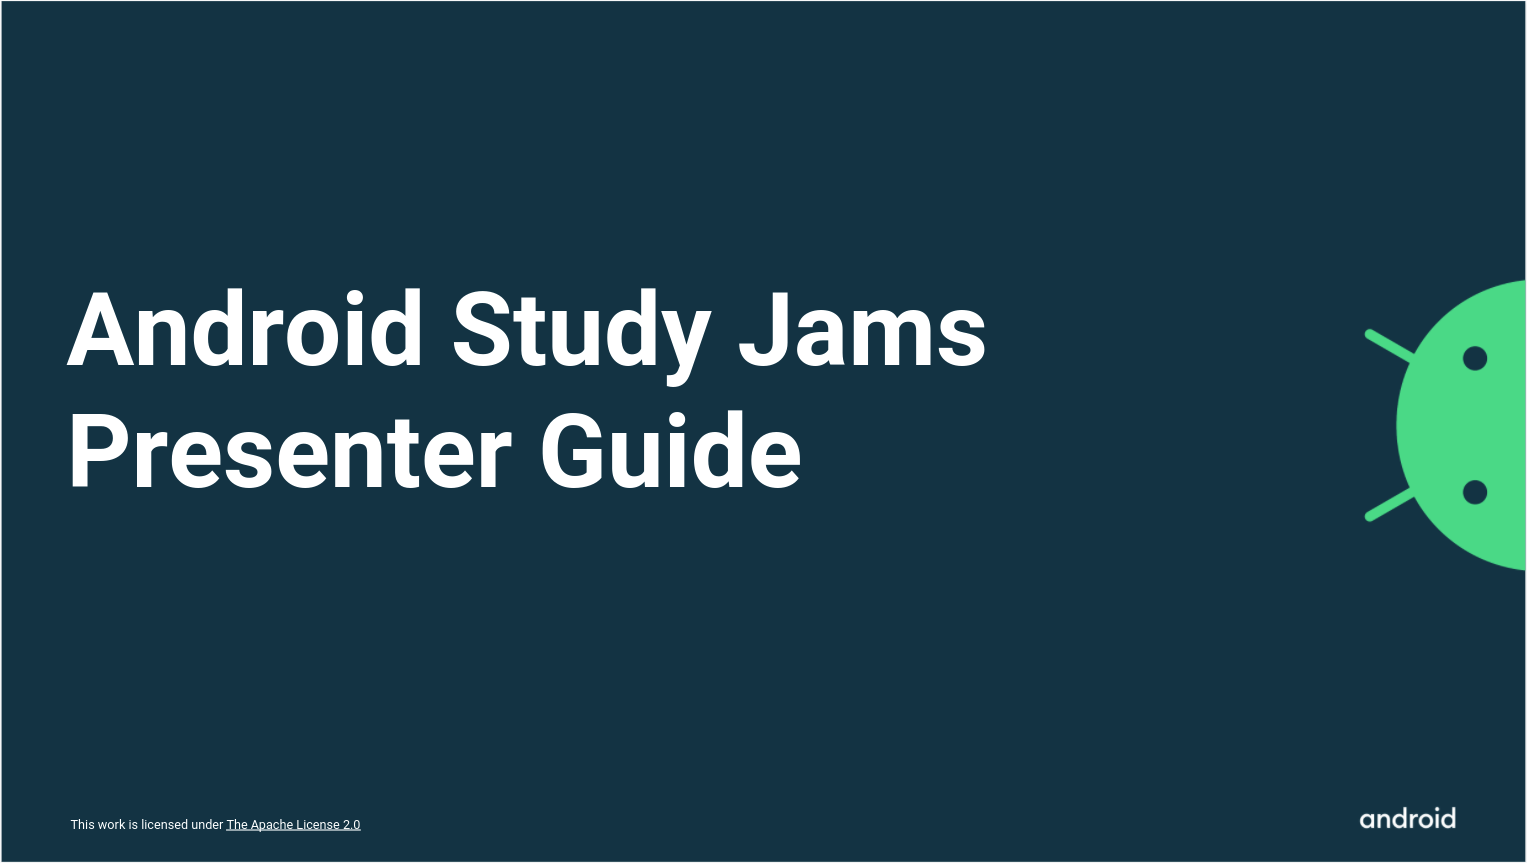 Android Study Jams
Presenter Guide
This work is licensed under The Apache License 2.0
android